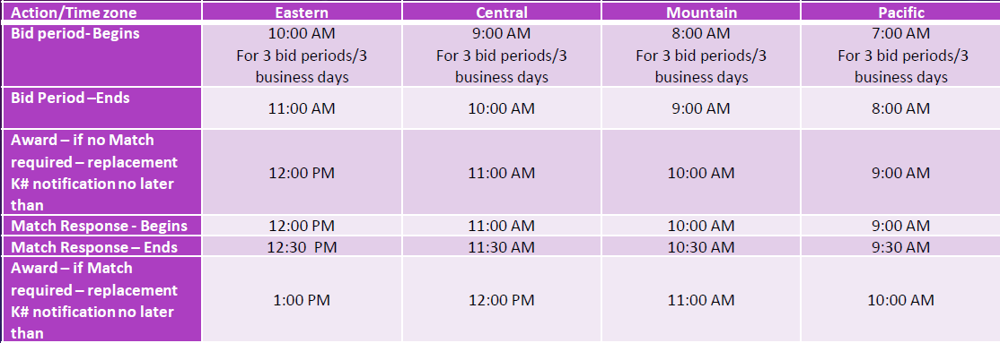 Action/Time zone Eastern Central Mountain Pacific
Bid period- Begins 10:00 AM 9:00 AM 8:00 AM 7:00 AM
For 3 bid periods/3 For 3 bid periods/3 For 3 bid periods/3 For 3 bid periods/3
business days business days business days business days
Bid Period –Ends
11:00 AM 10:00 AM 9:00 AM 8:00 AM
Award – if no Match
required – replacement 12:00 PM 11:00 AM 10:00 AM 9:00 AM
K# notification no later
than
Match Response - Begins 12:00 PM 11:00 AM 10:00 AM 9:00 AM
Match Response – Ends 12:30 PM 11:30 AM 10:30 AM 9:30 AM
Award – if Match
required – replacement 1:00 PM 12:00 PM 11:00 AM 10:00 AM
K# notification no later
than